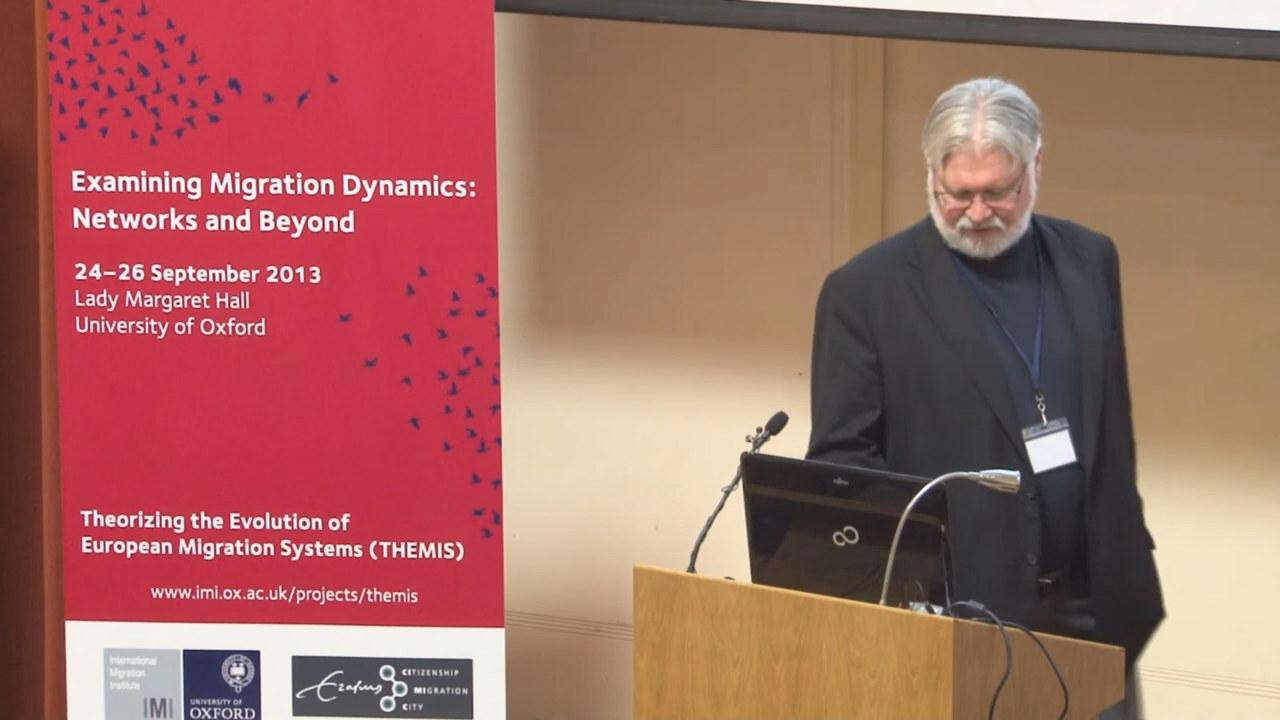 Examining Migration Dynamics:
Networks and Beyond
24–26 September 2013
Lady Margaret Hall
University of Oxford
Theorizing the Evolution of
European Migration Systems (THEMIS)
www.imi.ox.ac.uk/projects/themis
International
Migration
Institute
IMI
UNIVERSITY OF
OXFORD
Erasmus
CITIZENSHIP
MIGRATION
CITY
FUJITSU